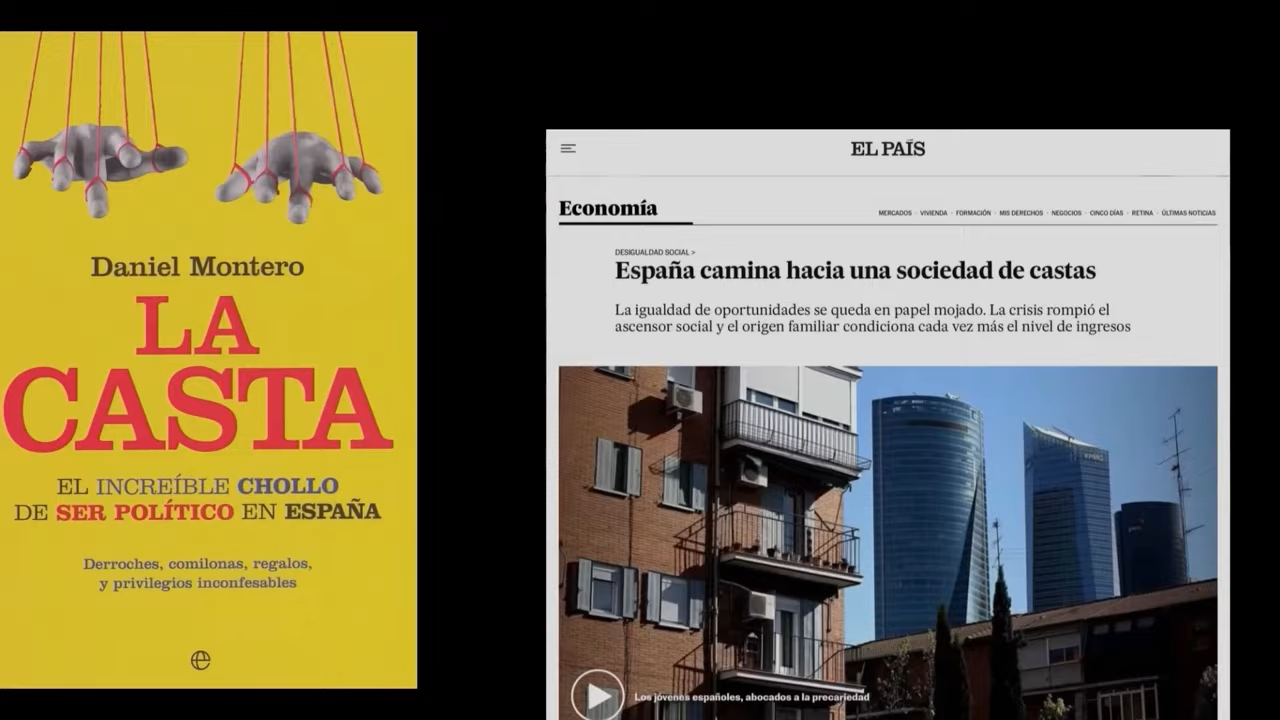 Daniel Montero
LA
CASTA
EL INCREÍBLE CHOLLO
DE SER POLÍTICO EN ESPAÑA
Derroches, comilonas, regalos,
y privilegios inconfesables
EL PAÍS
Economía
MERCADOS · VIVIENDA · FORMACIÓN · MIS DERECHOS · NEGOCIOS · CINCO DÍAS · RETINA · ÚLTIMAS NOTICIAS
DESIGUALDAD SOCIAL >
España camina hacia una sociedad de castas
La igualdad de oportunidades se queda en papel mojado. La crisis rompió el
ascensor social y el origen familiar condiciona cada vez más el nivel de ingresos
KPMG
Los jóvenes españoles, abocados a la precariedad